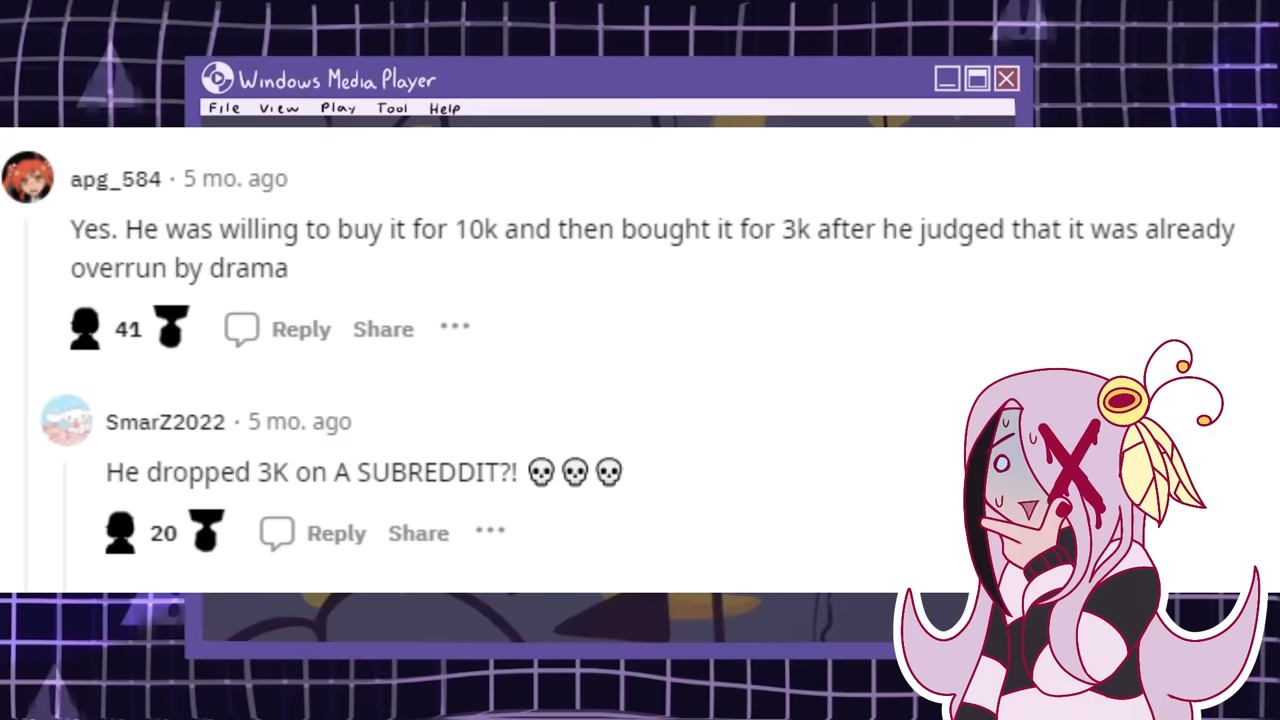 Windows Media Player
File View Play Tool Help
apg_584 · 5 mo. ago
Yes. He was willing to buy it for 10k and then bought it for 3k after he judged that it was already
overrun by drama
41 Reply Share ···
SmarZ2022 · 5 mo. ago
He dropped 3K on A SUBREDDIT?! 💀💀💀
20 Reply Share ···